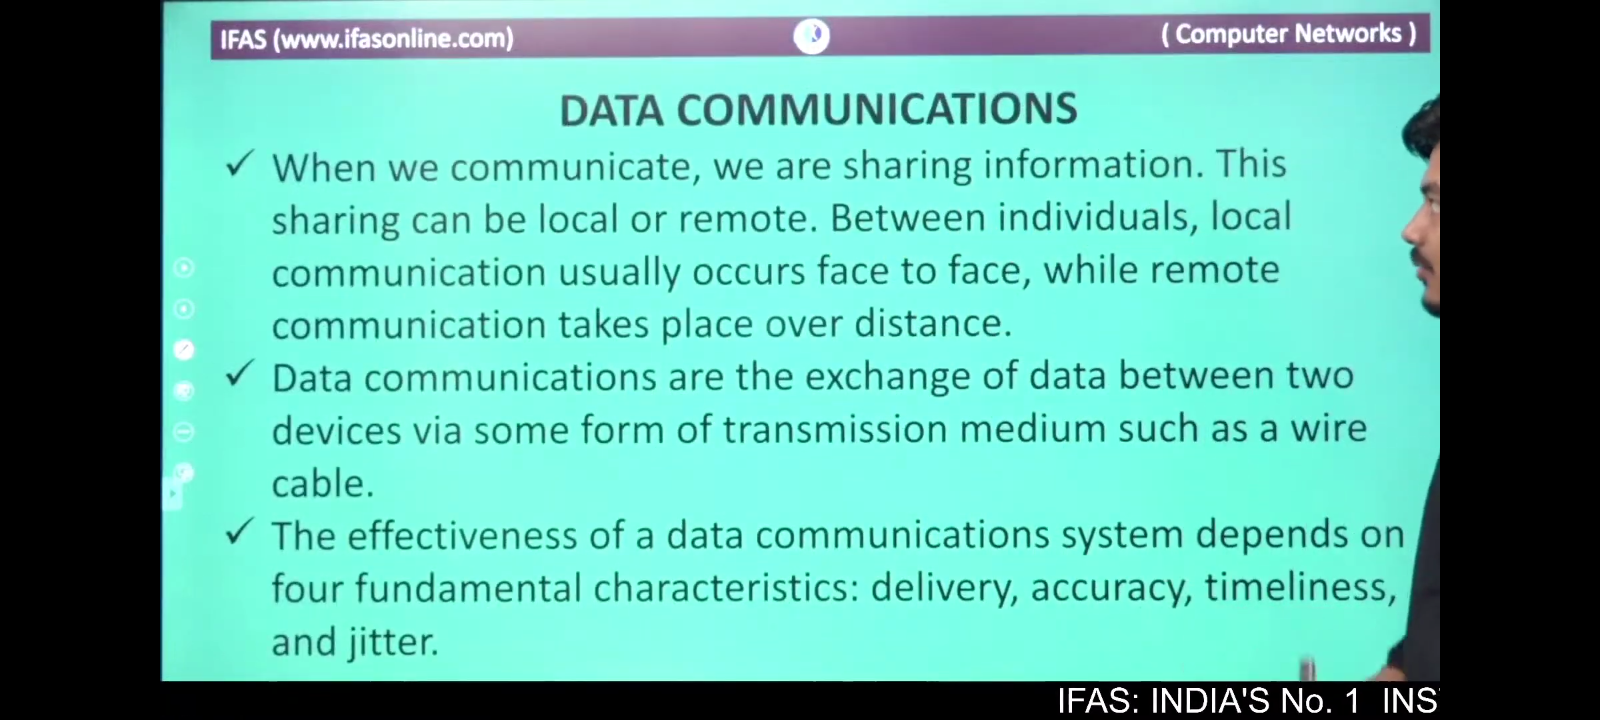 IFAS (www.ifasonline.com)
( Computer Networks )
DATA COMMUNICATIONS
✓ When we communicate, we are sharing information. This
sharing can be local or remote. Between individuals, local
communication usually occurs face to face, while remote
communication takes place over distance.
✓ Data communications are the exchange of data between two
devices via some form of transmission medium such as a wire
cable.
✓ The effectiveness of a data communications system depends on
four fundamental characteristics: delivery, accuracy, timeliness,
and jitter.
IFAS: INDIA'S No. 1 INS